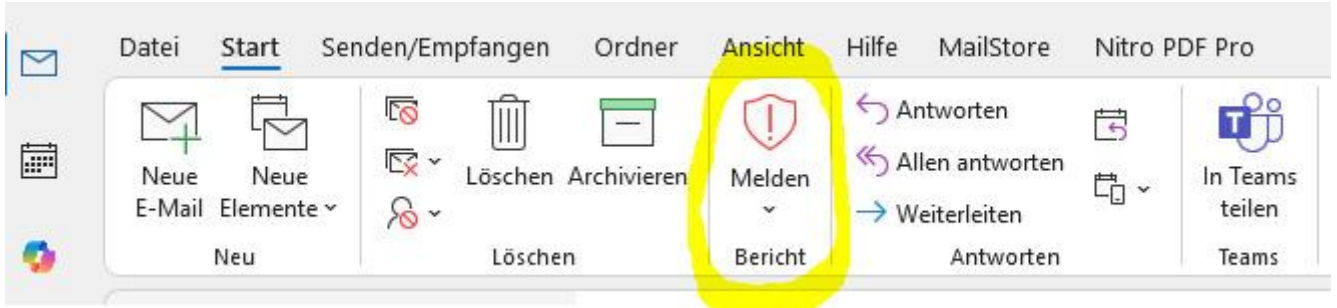 Datei Start Senden/Empfangen Ordner Ansicht Hilfe MailStore Nitro PDF Pro
Neue
E-Mail
Neue
Elemente
Neu
Löschen
Archivieren
Löschen
Melden
Bericht
Antworten
Allen antworten
Weiterleiten
Antworten
In Teams
teilen
Teams